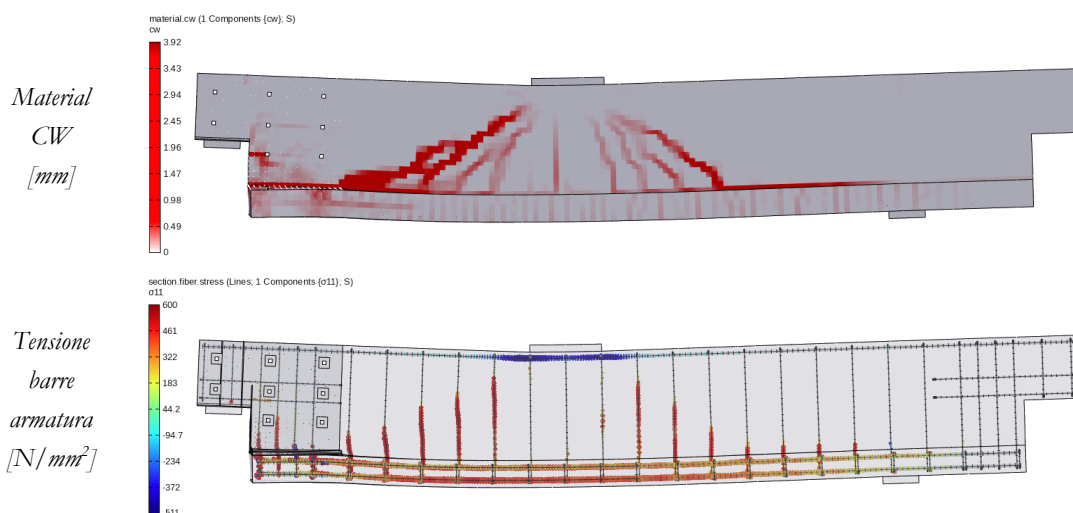 material.cw (1 Components {cw}; S)
cw
3.92
3.43
2.94
2.45
1.96
1.47
0.98
0.49
0
Material
CW
[mm]
section.fiber.stress (Lines; 1 Components {σ11}; S)
σ11
600
461
322
183
44.2
-94.7
-234
-372
-511
Tensione
barre
armatura
[N/mm²]